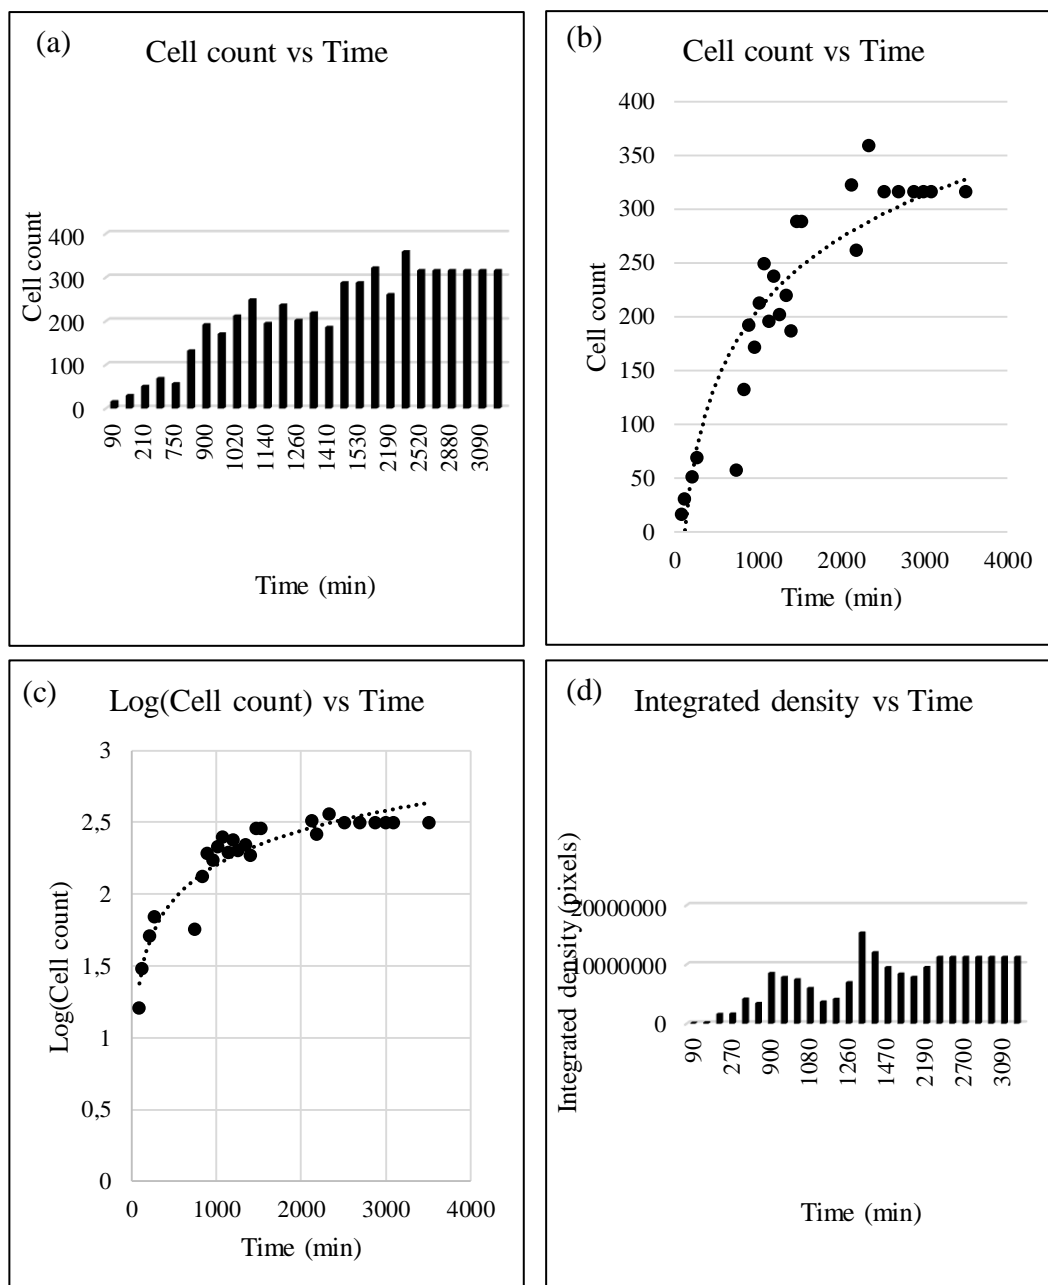 (a)
Cell count vs Time
Cell count
400
300
200
100
0
90
210
750
900
1020
1140
1260
1410
1530
2190
2520
2880
3090
Time (min)
(b)
Cell count vs Time
Cell count
400
350
300
250
200
150
100
50
0
0 1000 2000 3000 4000
Time (min)
(c)
Log(Cell count) vs Time
Log(Cell count)
3
2,5
2
1,5
1
0,5
0
0 1000 2000 3000 4000
Time (min)
(d)
Integrated density vs Time
Integrated density (pixels)
20000000
10000000
0
90
270
900
1080
1260
1470
2190
2700
3090
Time (min)